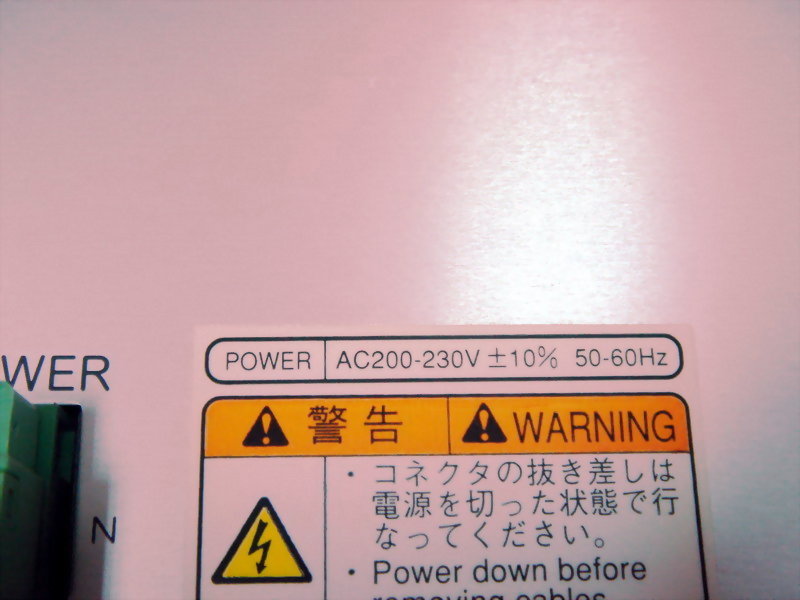 WER
POWER AC200-230V ±10% 50-60Hz
警告 WARNING
・コネクタの抜き差しは
電源を切った状態で行
なってください。
N
・Power down before
removing cables